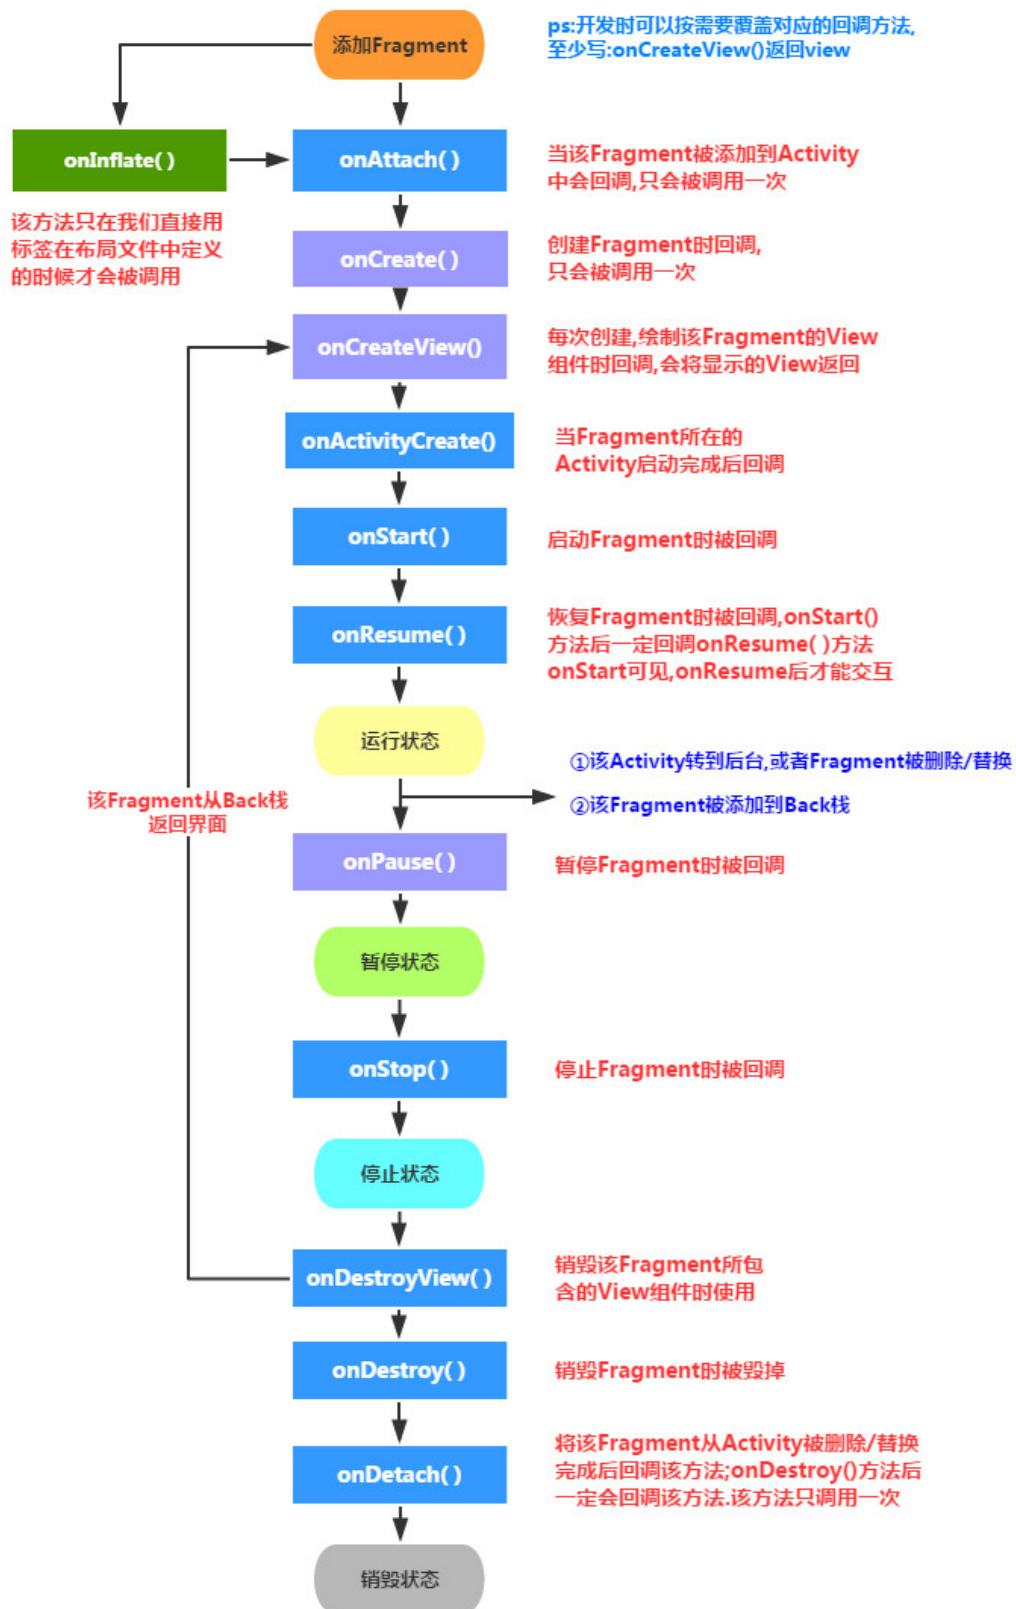 添加Fragment
ps:开发时可以按需要覆盖对应的回调方法,
至少写:onCreateView()返回view
onInflate( )
onAttach( )
当该Fragment被添加到Activity
中会回调,只会被调用一次
该方法只在我们直接用
标签在布局文件中定义
的时候才会被调用
onCreate( )
创建Fragment时回调,
只会被调用一次
onCreateView()
每次创建,绘制该Fragment的View
组件时回调,会将显示的View返回
onActivityCreate()
当Fragment所在的
Activity启动完成后回调
onStart( )
启动Fragment时被回调
onResume( )
恢复Fragment时被回调,onStart()
方法后一定回调onResume( )方法
onStart可见,onResume后才能交互
运行状态
①该Activity转到后台,或者Fragment被删除/替换
②该Fragment被添加到Back栈
该Fragment从Back栈
返回界面
onPause( )
暂停Fragment时被回调
暂停状态
onStop( )
停止Fragment时被回调
停止状态
onDestroyView( )
销毁该Fragment所包
含的View组件时使用
onDestroy( )
销毁Fragment时被毁掉
onDetach( )
将该Fragment从Activity被删除/替换
完成后回调该方法;onDestroy()方法后
一定会回调该方法.该方法只调用一次
销毁状态